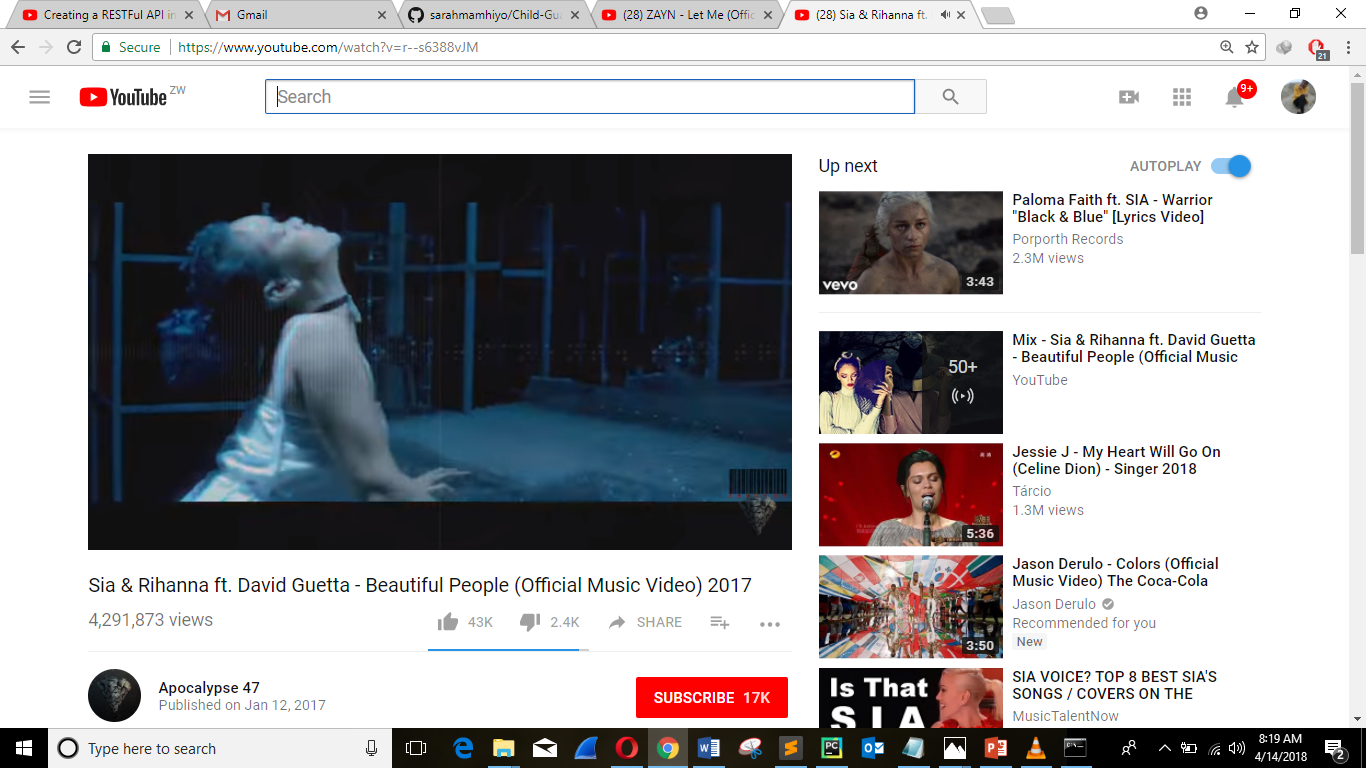 Creating a RESTFul API in
Gmail
sarahmamhiyo/Child-Gua
(28) ZAYN - Let Me (Offic
(28) Sia & Rihanna ft.
Secure
https://www.youtube.com/watch?v=r--s6388vJM
21
YouTube ZW
Search
9+
Up next
AUTOPLAY
vevo
3:43
Paloma Faith ft. SIA - Warrior
"Black & Blue" [Lyrics Video]
Porporth Records
2.3M views
50+
Mix - Sia & Rihanna ft. David Guetta
- Beautiful People (Official Music
YouTube
5:36
Jessie J - My Heart Will Go On
(Celine Dion) - Singer 2018
Tárcio
1.3M views
3:50
Jason Derulo - Colors (Official
Music Video) The Coca-Cola
Jason Derulo
Recommended for you
New
Is That
SIA
SIA VOICE? TOP 8 BEST SIA'S
SONGS / COVERS ON THE
MusicTalentNow
Sia & Rihanna ft. David Guetta - Beautiful People (Official Music Video) 2017
4,291,873 views
43K
2.4K
SHARE
Apocalypse 47
Published on Jan 12, 2017
SUBSCRIBE 17K
Type here to search
8:19 AM
4/14/2018
2